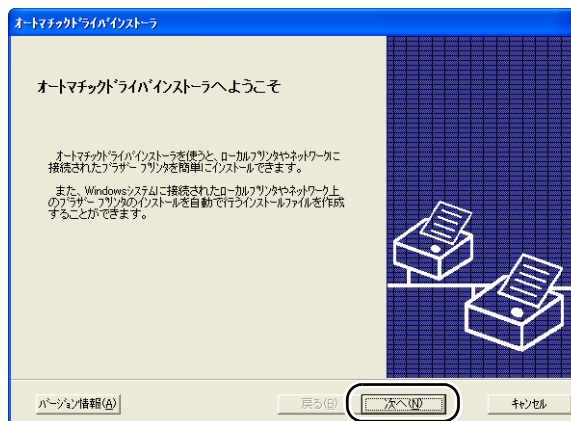 オートマチックドライバインストーラ
オートマチックドライバインストーラへようこそ
オートマチックドライバインストーラを使うと、ローカルプリンタやネットワークに
接続されたブラザー プリンタを簡単にインストールできます。
また、Windowsシステムに接続されたローカルプリンタやネットワーク上
のブラザー プリンタのインストールを自動で行うインストールファイルを作成
することができます。
バージョン情報(A)
戻る(B)
次へ(N)
キャンセル